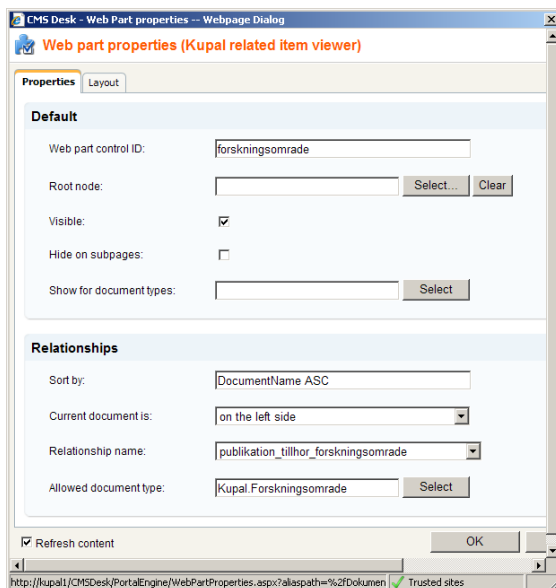 CMS Desk - Web Part properties -- Webpage Dialog
Web part properties (Kupal related item viewer)
Properties Layout
Default
Web part control ID: forskningsomrade
Root node: Select... Clear
Visible:
Hide on subpages:
Show for document types: Select
Relationships
Sort by: DocumentName ASC
Current document is: on the left side
Relationship name: publikation_tillhor_forskningsomrade
Allowed document type: Kupal.Forskningsomrade Select
Refresh content OK
http://kupal1/CMSDesk/PortalEngine/WebPartProperties.aspx?aliaspath=%2fDokumen Trusted sites